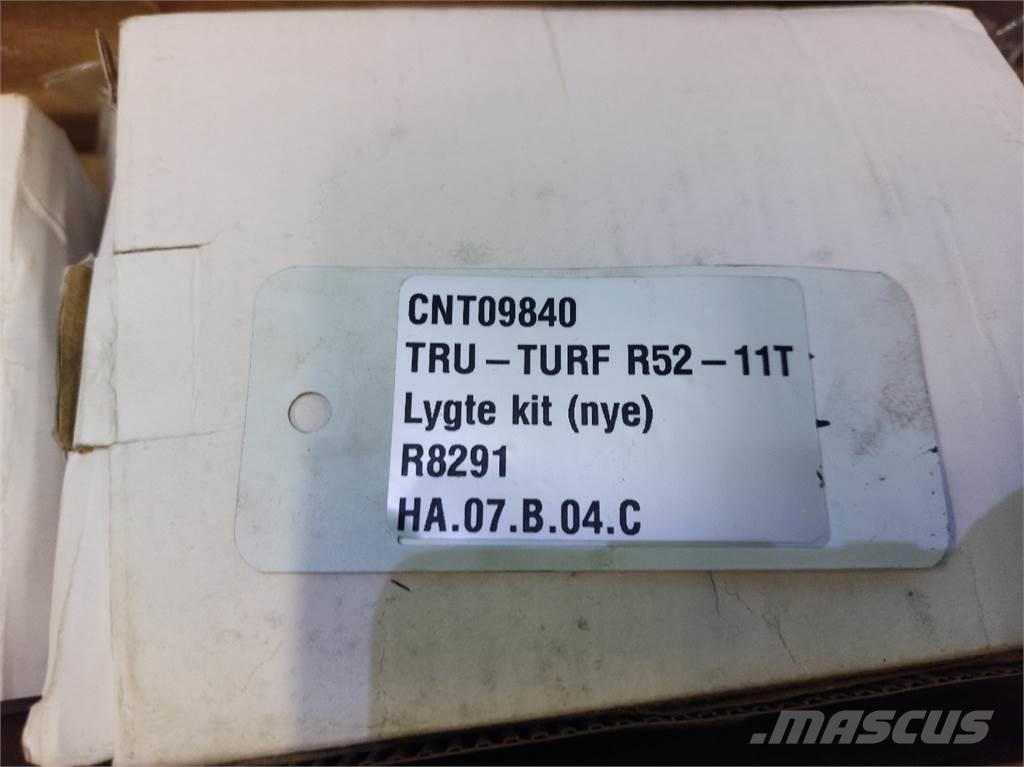 CNT09840
TRU-TURF R52-11T
Lygte kit (nye)
R8291
HA.07.B.04.C
MASCUS